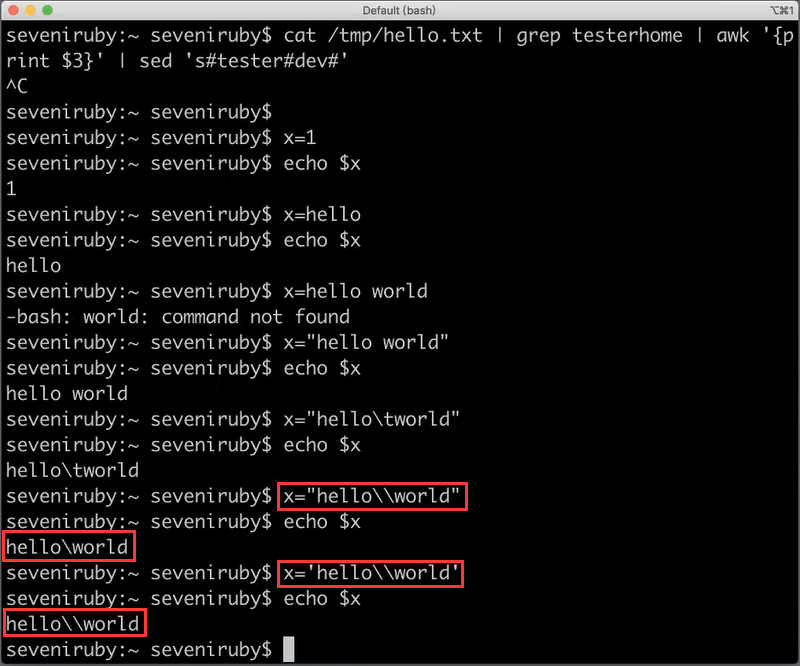 Default (bash)
⌥⌘1
seveniruby:~ seveniruby$ cat /tmp/hello.txt | grep testerhome | awk '{p
rint $3}' | sed 's#tester#dev#'
^C
seveniruby:~ seveniruby$
seveniruby:~ seveniruby$ x=1
seveniruby:~ seveniruby$ echo $x
1
seveniruby:~ seveniruby$ x=hello
seveniruby:~ seveniruby$ echo $x
hello
seveniruby:~ seveniruby$ x=hello world
-bash: world: command not found
seveniruby:~ seveniruby$ x="hello world"
seveniruby:~ seveniruby$ echo $x
hello world
seveniruby:~ seveniruby$ x="hello\tworld"
seveniruby:~ seveniruby$ echo $x
hello\tworld
seveniruby:~ seveniruby$ x="hello\\world"
seveniruby:~ seveniruby$ echo $x
hello\world
seveniruby:~ seveniruby$ x='hello\\world'
seveniruby:~ seveniruby$ echo $x
hello\\world
seveniruby:~ seveniruby$